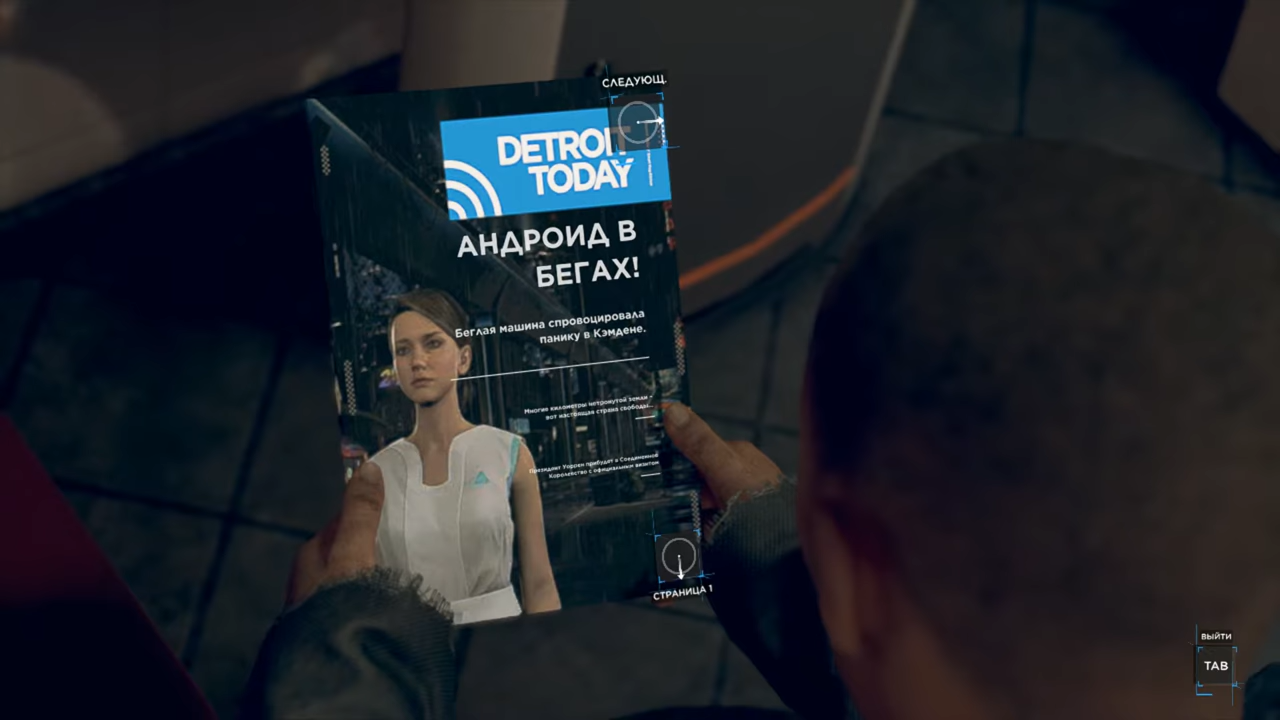 СЛЕДУЮЩ.
DETROIT
TODAY
АНДРОИД В
БЕГАХ!
Беглая машина спровоцировала
панику в Кэмдене.
Многие километры нетронутой земли –
вот настоящая страна свободы...
Президент Уоррен прибудет в Соединенное
Королевство с официальным визитом
СТРАНИЦА 1
ВЫЙТИ
TAB